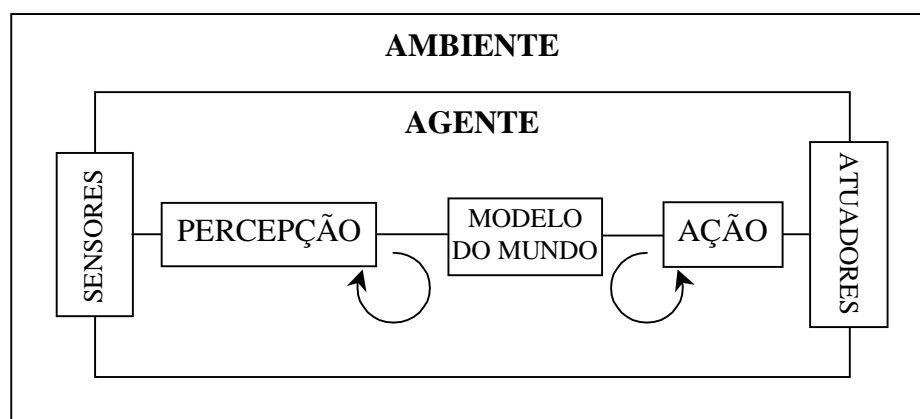 AMBIENTE
AGENTE
SENSORES
PERCEPÇÃO
MODELO
DO MUNDO
AÇÃO
ATUADORES